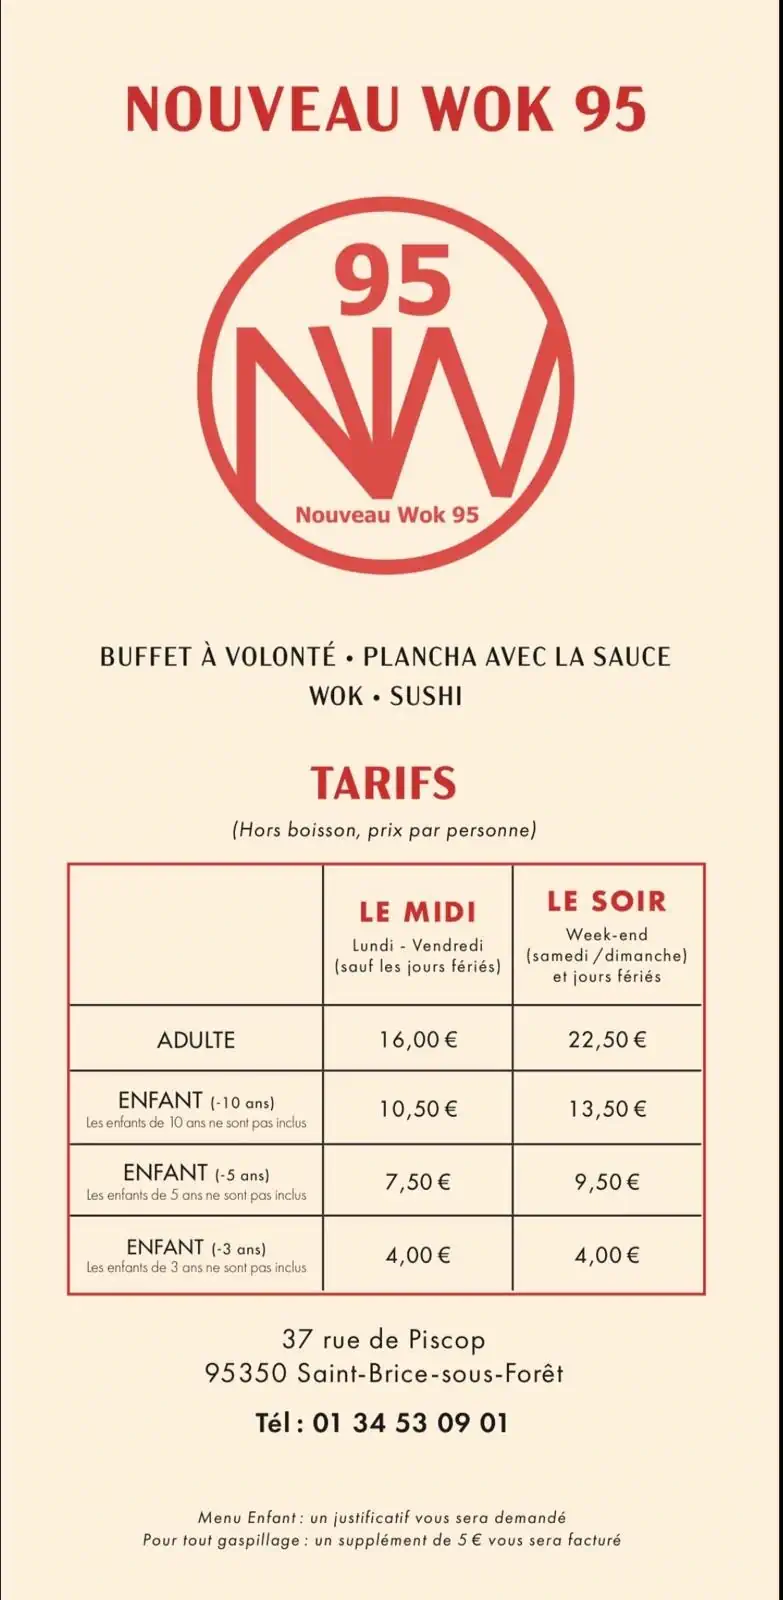 NOUVEAU WOK 95
95
NW
Nouveau Wok 95
BUFFET À VOLONTÉ • PLANCHA AVEC LA SAUCE
WOK • SUSHI
TARIFS
(Hors boisson, prix par personne)
LE MIDI
Lundi - Vendredi
(sauf les jours fériés)
LE SOIR
Week-end
(samedi /dimanche)
et jours fériés
ADULTE 16,00 € 22,50 €
ENFANT (-10 ans) 10,50 € 13,50 €
Les enfants de 10 ans ne sont pas inclus
ENFANT (-5 ans) 7,50 € 9,50 €
Les enfants de 5 ans ne sont pas inclus
ENFANT (-3 ans) 4,00 € 4,00 €
Les enfants de 3 ans ne sont pas inclus
37 rue de Piscop
95350 Saint-Brice-sous-Forêt
Tél : 01 34 53 09 01
Menu Enfant : un justificatif vous sera demandé
Pour tout gaspillage : un supplément de 5 € vous sera facturé